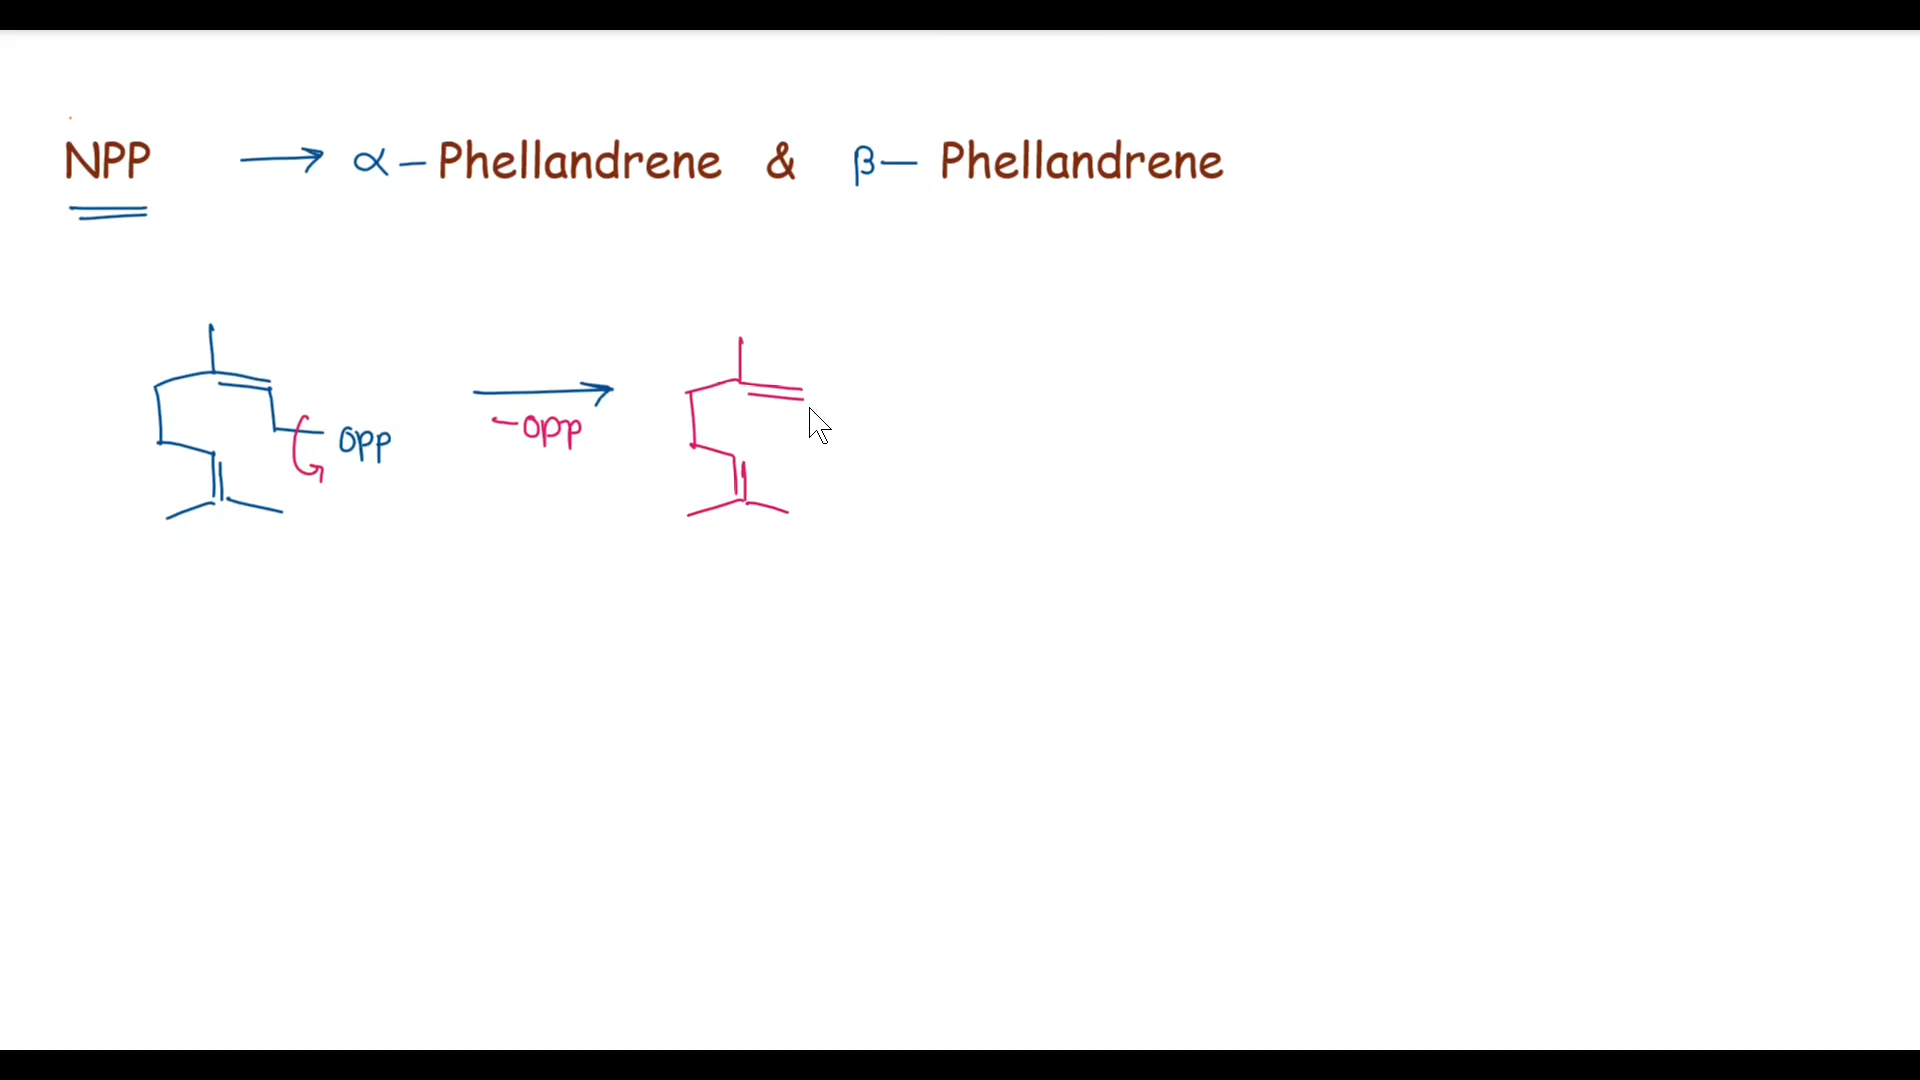 NPP → α – Phellandrene & β – Phellandrene
OPP
-OPP